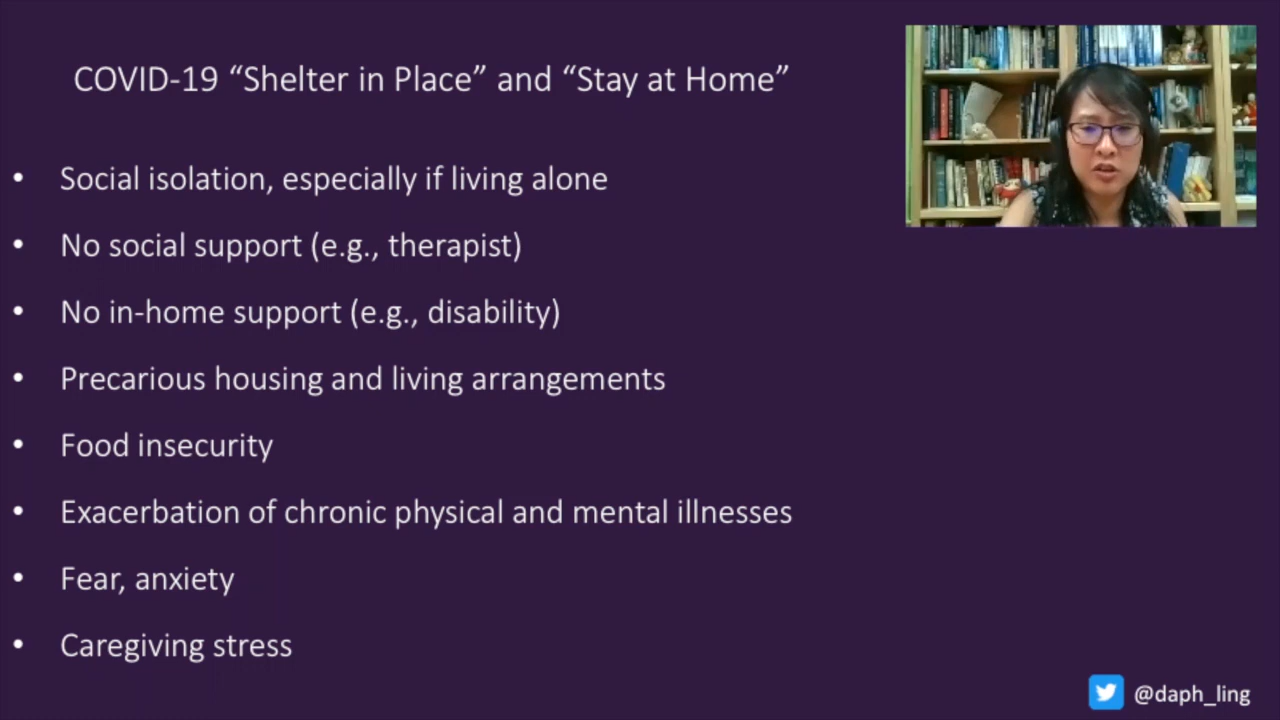 COVID-19 “Shelter in Place” and “Stay at Home”
• Social isolation, especially if living alone
• No social support (e.g., therapist)
• No in-home support (e.g., disability)
• Precarious housing and living arrangements
• Food insecurity
• Exacerbation of chronic physical and mental illnesses
• Fear, anxiety
• Caregiving stress
@daph_ling